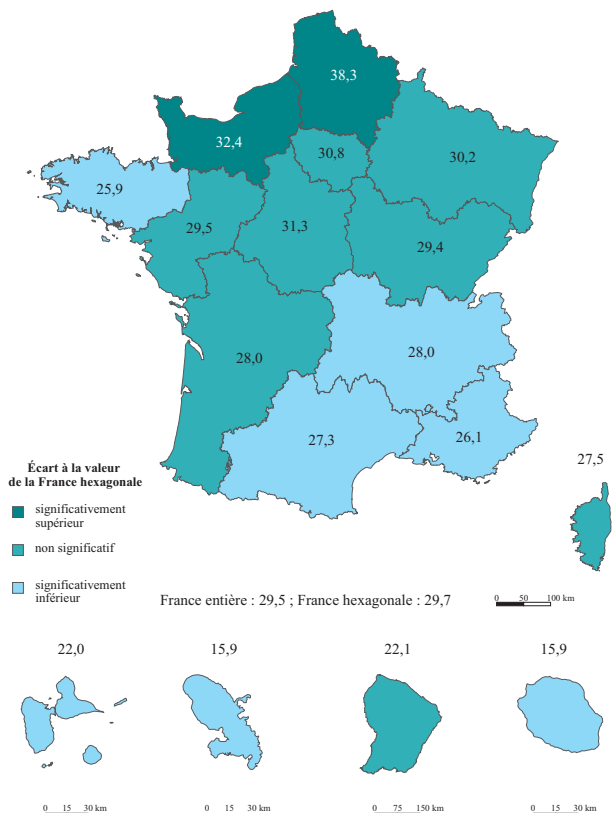 38,3
32,4
30,8
30,2
25,9
29,5
31,3
29,4
28,0
28,0
27,3
26,1
27,5
Écart à la valeur
de la France hexagonale
significativement
supérieur
non significatif
significativement
inférieur
France entière : 29,5 ; France hexagonale : 29,7
0 50 100 km
22,0
15,9
22,1
15,9
0 15 30 km
0 15 30 km
0 75 150 km
0 15 30 km